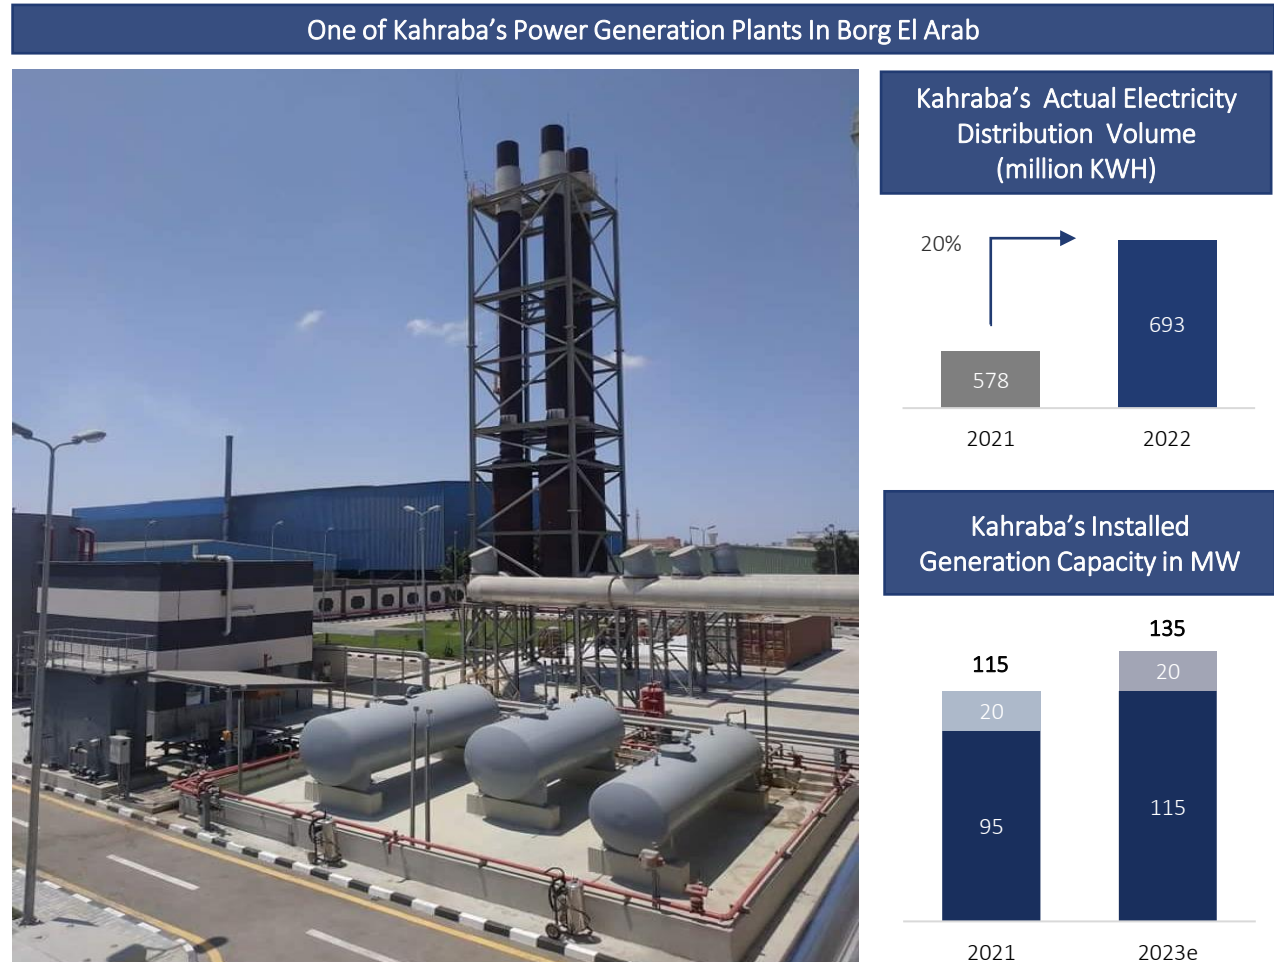 One of Kahraba’s Power Generation Plants In Borg El Arab
Kahraba’s Actual Electricity
Distribution Volume
(million KWH)
20%
693
578
2021
2022
Kahraba’s Installed
Generation Capacity in MW
135
115
20
20
115
95
2021
2023e